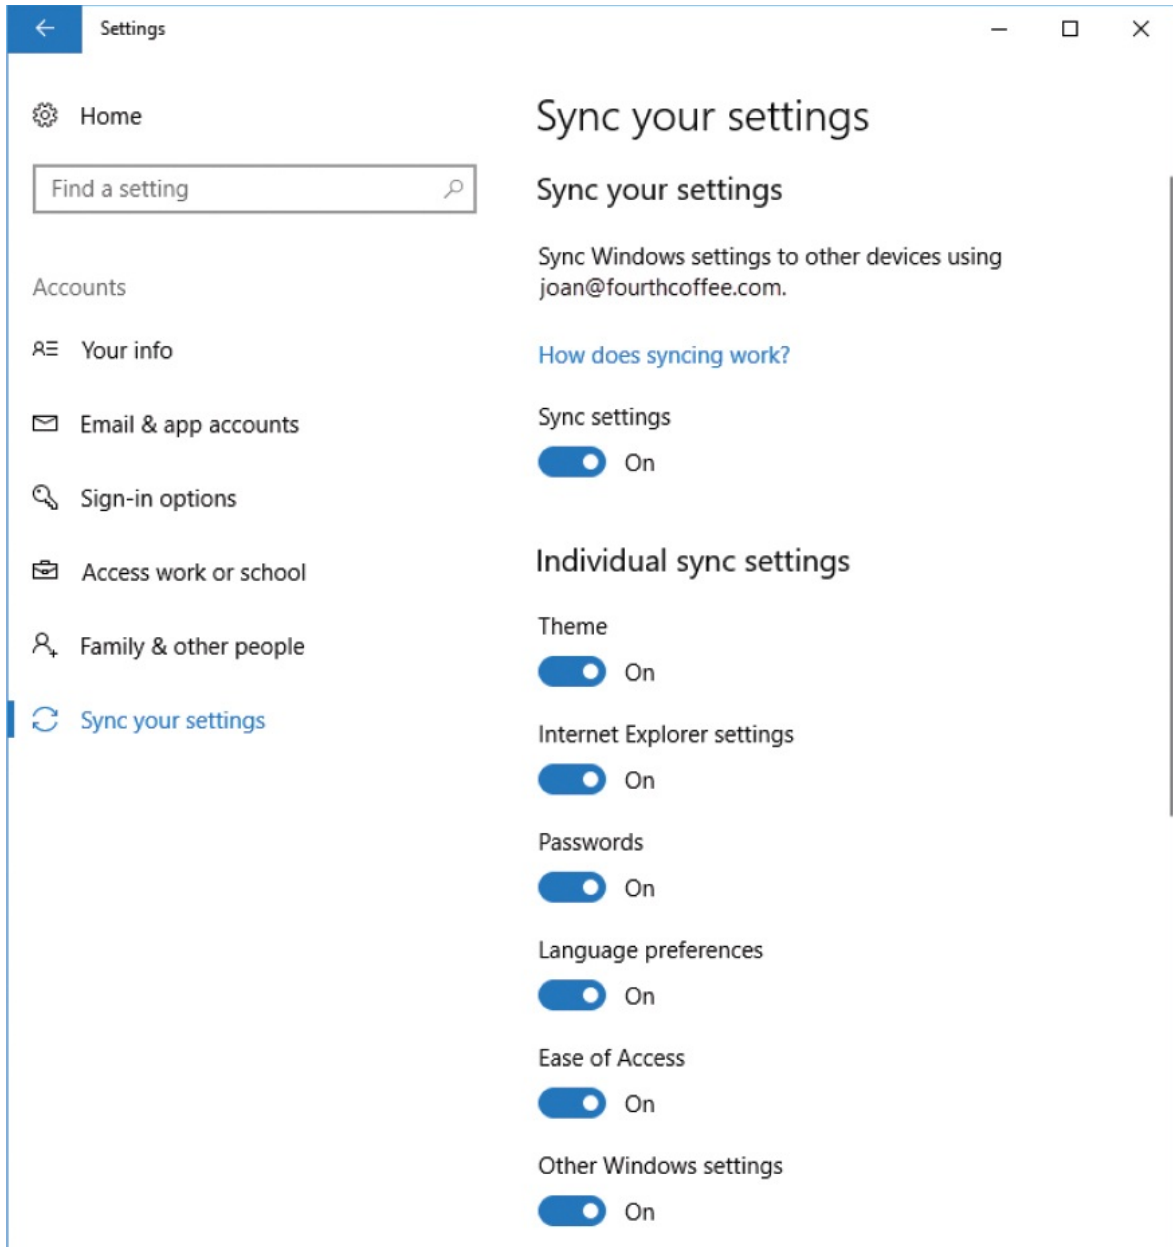 Settings
Home
Find a setting
Accounts
Your info
Email & app accounts
Sign-in options
Access work or school
Family & other people
Sync your settings
Sync your settings
Sync your settings
Sync Windows settings to other devices using
joan@fourthcoffee.com.
How does syncing work?
Sync settings
On
Individual sync settings
Theme
On
Internet Explorer settings
On
Passwords
On
Language preferences
On
Ease of Access
On
Other Windows settings
On